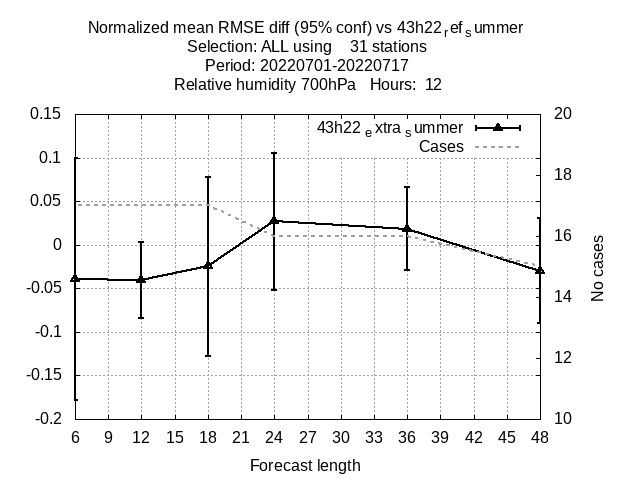 Normalized mean RMSE diff (95% conf) vs 43h22refsummer
Selection: ALL using 31 stations
Period: 20220701-20220717
Relative humidity 700hPa Hours: 12
43h22extrasummer
Cases
0.15
0.1
0.05
0
-0.05
-0.1
-0.15
-0.2
20
18
16
14
12
10
No cases
6 9 12 15 18 21 24 27 30 33 36 39 42 45 48
Forecast length